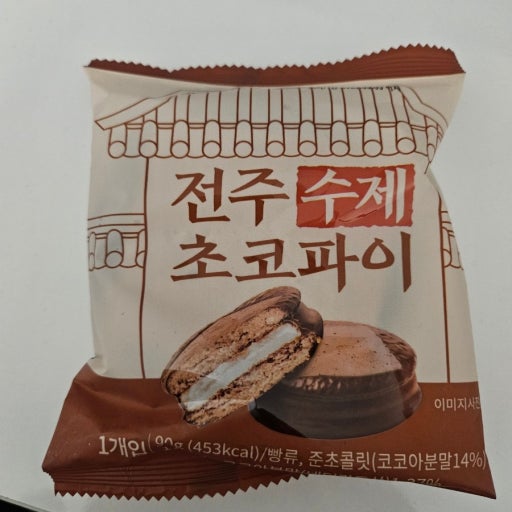 전주 수제
초코파이
이미지사진
1개입(90g (453kcal)/빵류, 준초콜릿(코코아분말14%)